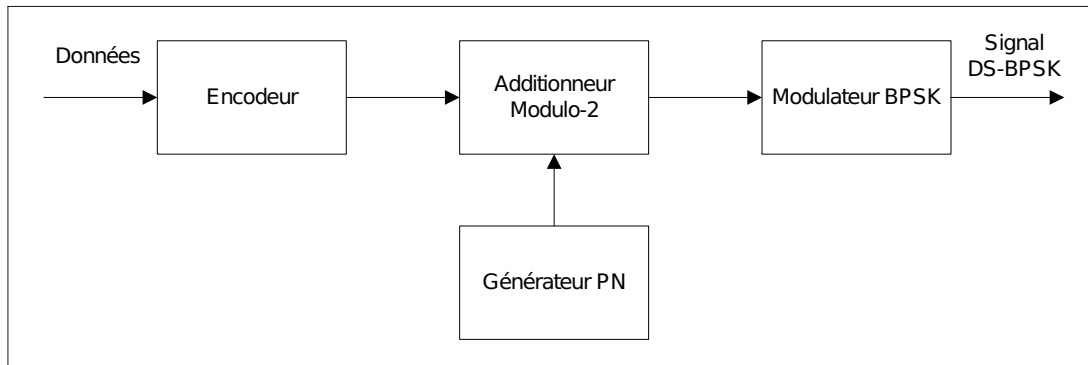 Données
Encodeur
Additionneur
Modulo-2
Modulateur BPSK
Signal
DS-BPSK
Générateur PN